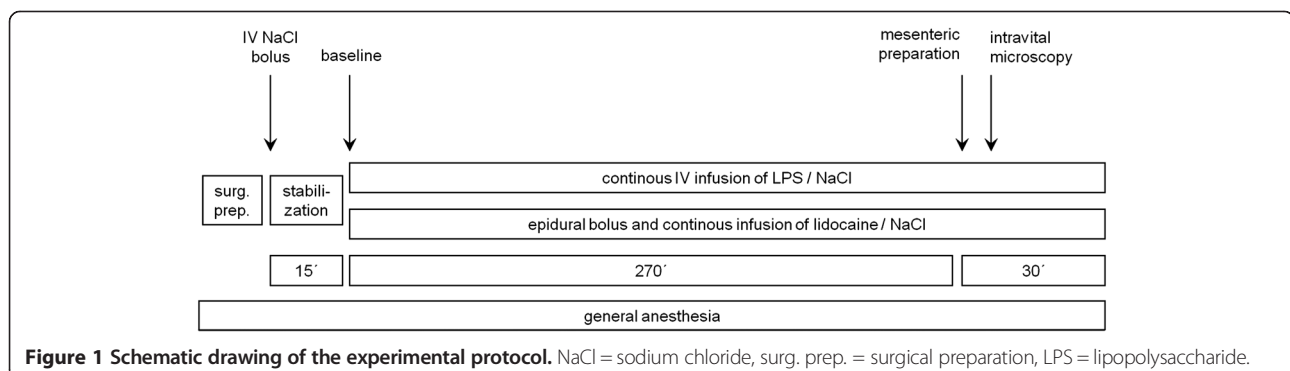 IV NaCl
bolus
baseline
mesenteric
preparation
intravital
microscopy
surg.
prep.
stabili-
zation
continous IV infusion of LPS / NaCl
epidural bolus and continous infusion of lidocaine / NaCl
15´
270´
30´
general anesthesia
Figure 1 Schematic drawing of the experimental protocol. NaCl = sodium chloride, surg. prep. = surgical preparation, LPS = lipopolysaccharide.